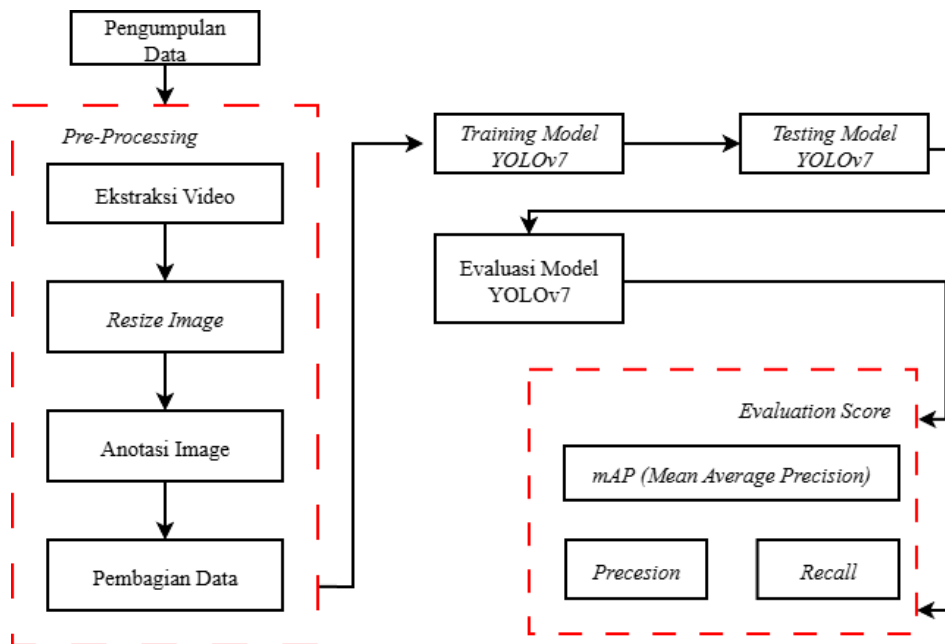 Pengumpulan
Data
Pre-Processing
Ekstraksi Video
Resize Image
Anotasi Image
Pembagian Data
Training Model
YOLOv7
Testing Model
YOLOv7
Evaluasi Model
YOLOv7
Evaluation Score
mAP (Mean Average Precision)
Precesion
Recall